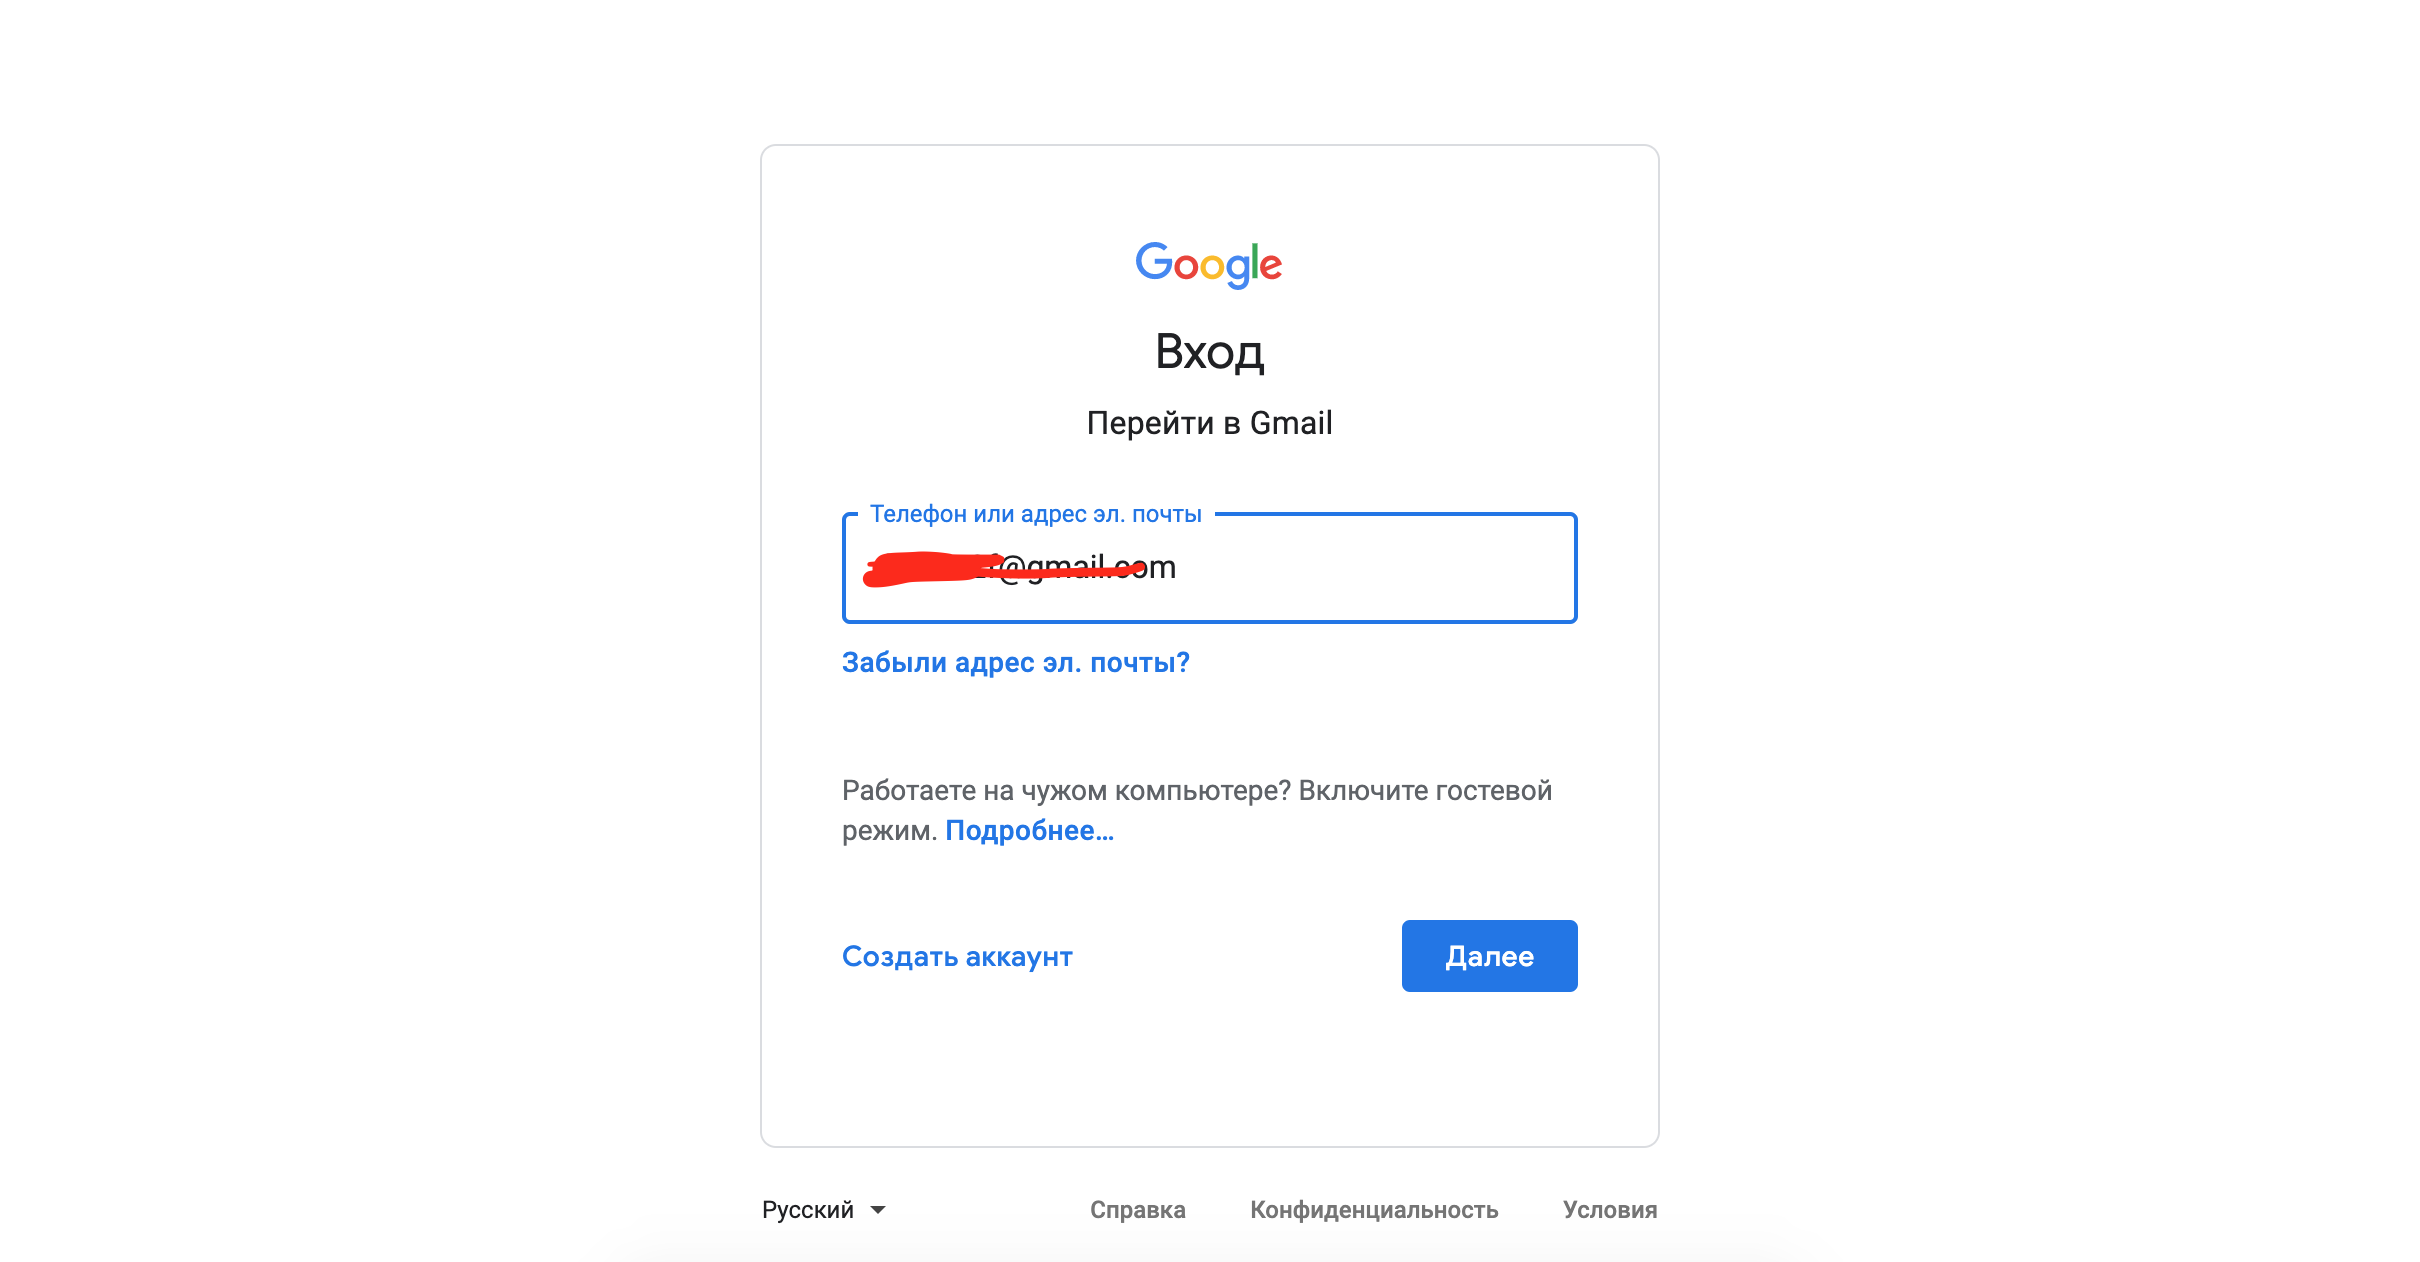 Google
Вход
Перейти в Gmail
Телефон или адрес эл. почты
@gmail.com
Забыли адрес эл. почты?
Работаете на чужом компьютере? Включите гостевой
режим. Подробнее...
Создать аккаунт
Далее
Русский
Справка
Конфиденциальность
Условия